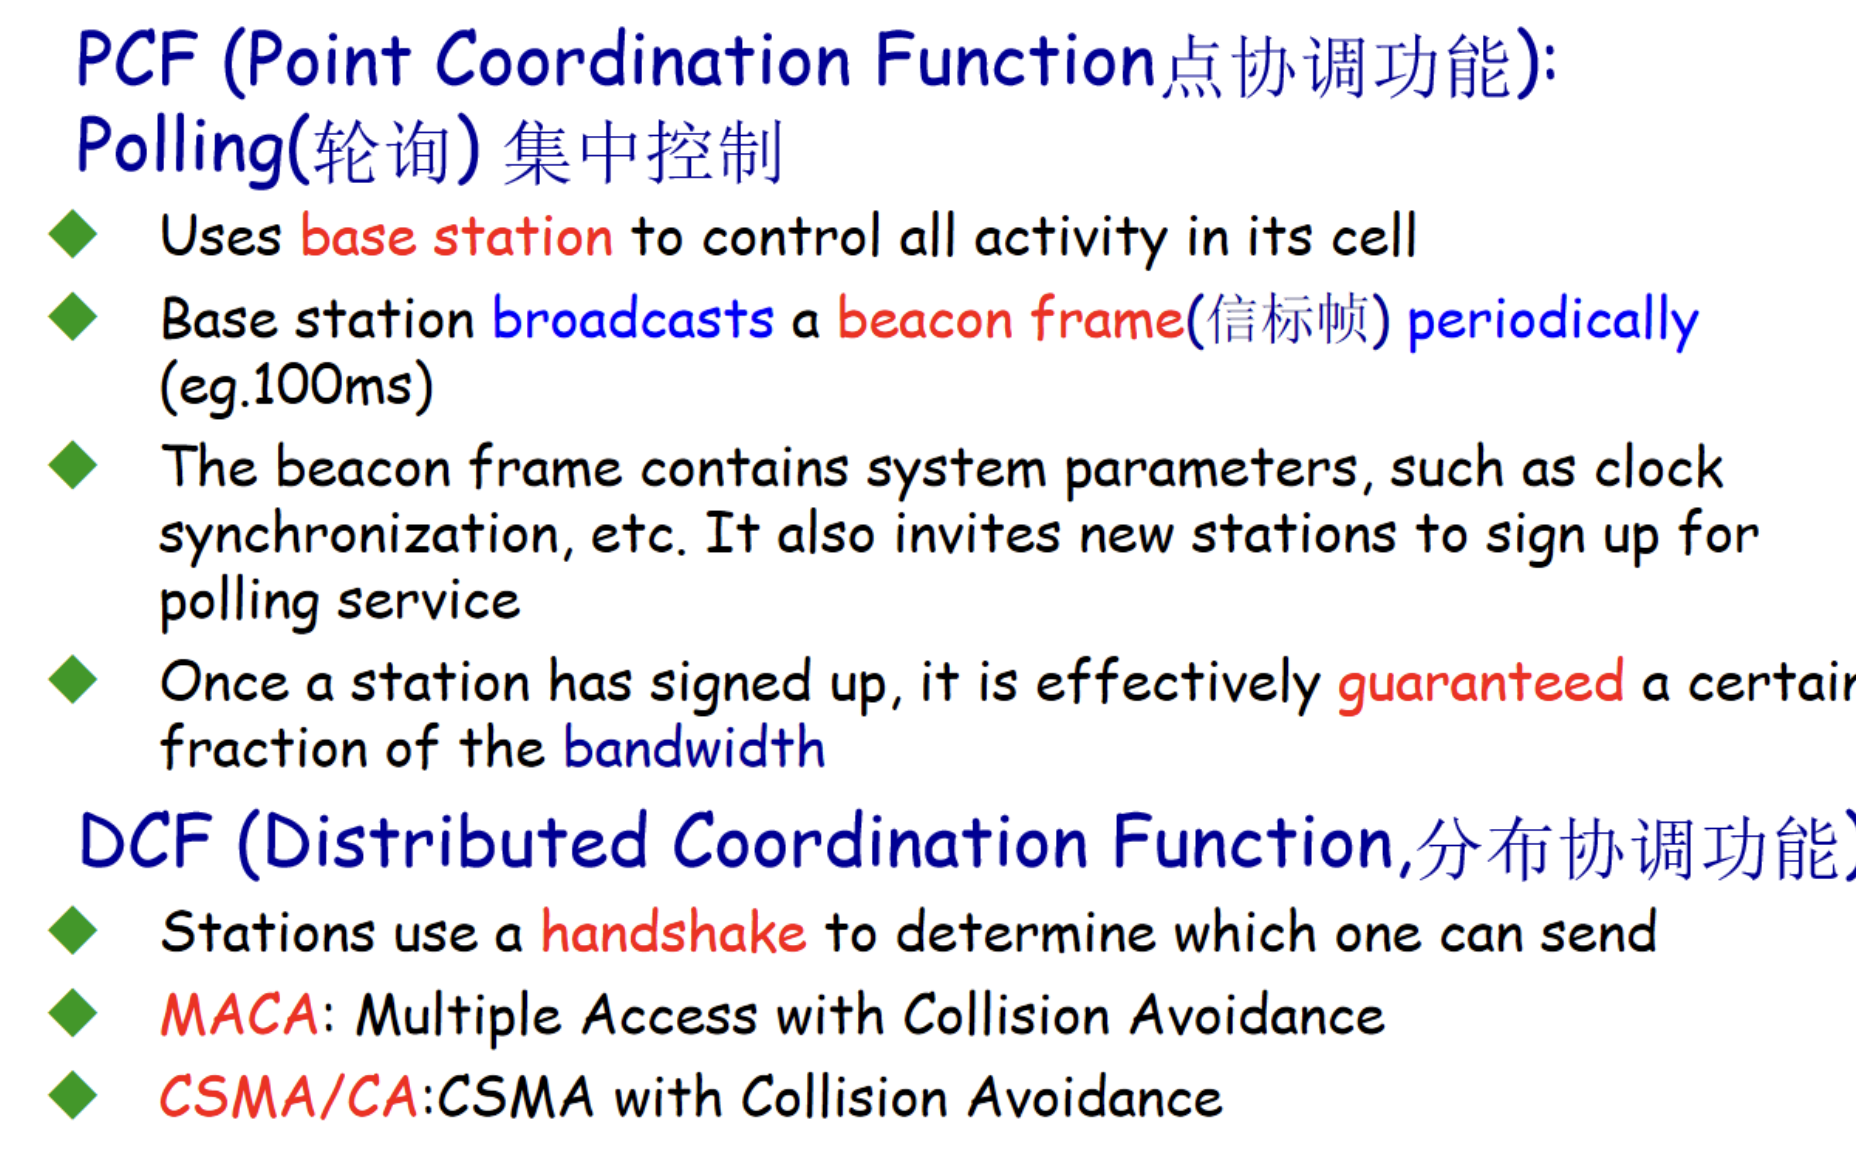 PCF (Point Coordination Function点协调功能):
Polling(轮询) 集中控制
Uses base station to control all activity in its cell
Base station broadcasts a beacon frame(信标帧) periodically
(eg.100ms)
The beacon frame contains system parameters, such as clock
synchronization, etc. It also invites new stations to sign up for
polling service
Once a station has signed up, it is effectively guaranteed a certain
fraction of the bandwidth
DCF (Distributed Coordination Function,分布协调功能)
Stations use a handshake to determine which one can send
MACA: Multiple Access with Collision Avoidance
CSMA/CA:CSMA with Collision Avoidance